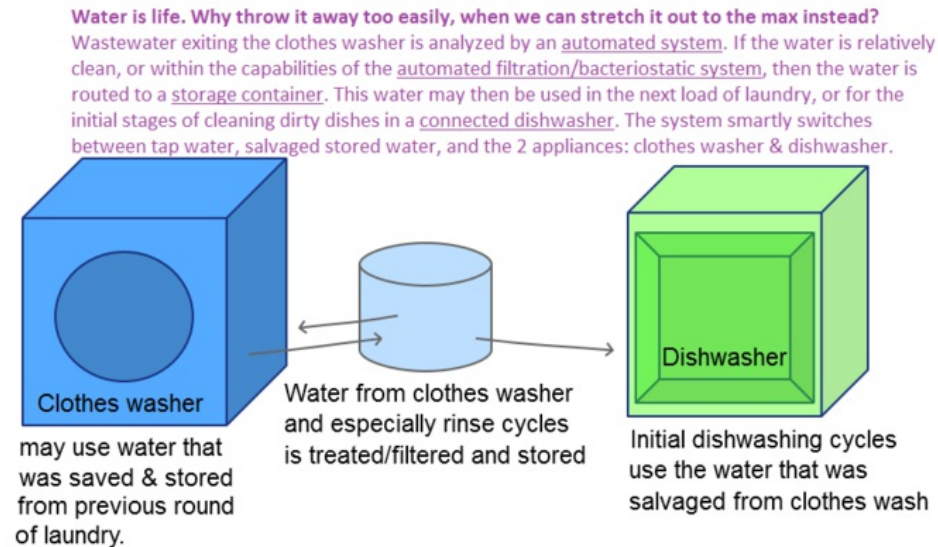 Water is life. Why throw it away too easily, when we can stretch it out to the max instead?
Wastewater exiting the clothes washer is analyzed by an automated system. If the water is relatively
clean, or within the capabilities of the automated filtration/bacteriostatic system, then the water is
routed to a storage container. This water may then be used in the next load of laundry, or for the
initial stages of cleaning dirty dishes in a connected dishwasher. The system smartly switches
between tap water, salvaged stored water, and the 2 appliances: clothes washer & dishwasher.
Clothes washer
may use water that
was saved & stored
from previous round
of laundry.
Water from clothes washer
and especially rinse cycles
is treated/filtered and stored
Dishwasher
Initial dishwashing cycles
use the water that was
salvaged from clothes wash